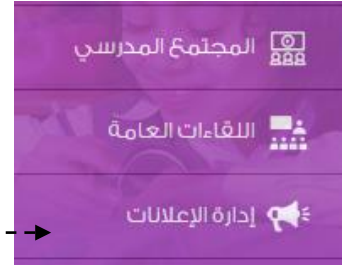 المجتمع المدرسي
اللقاءات العامة
إدارة الإعلانات